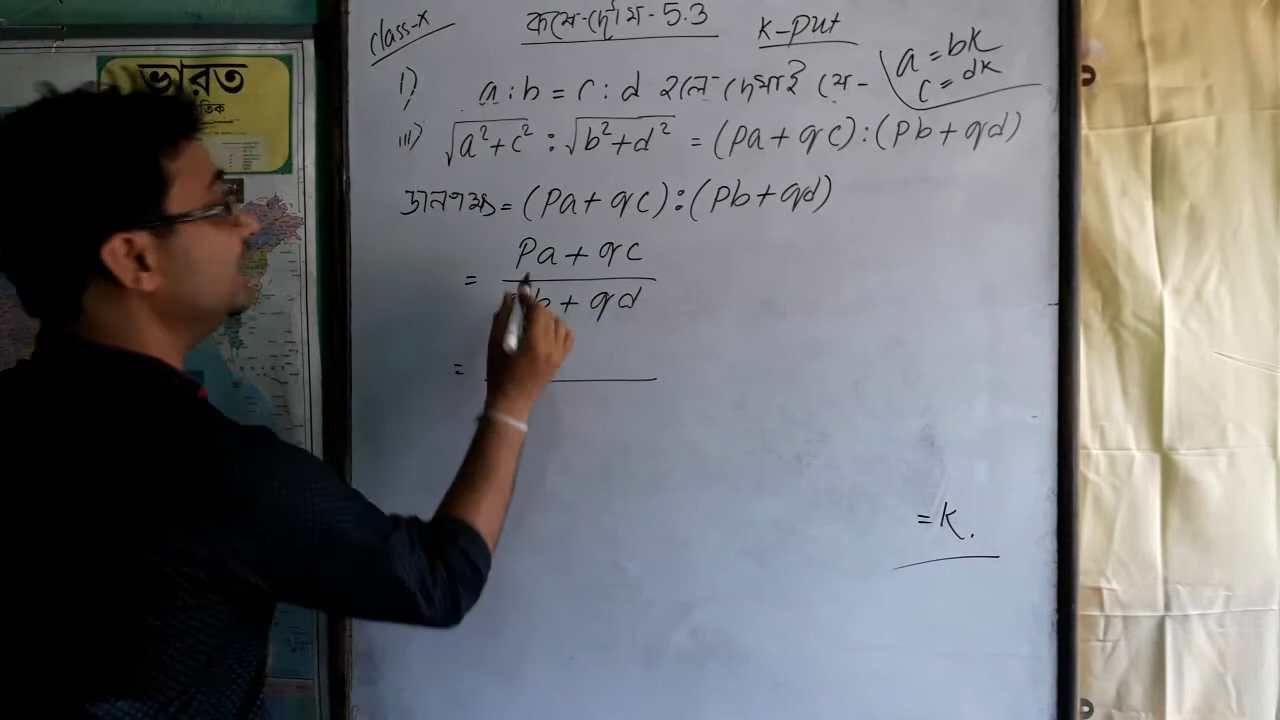 class-x
কষে দেখি - 5.3
K-put
a = bk
c = dk
1) a : b = c : d হলে দেখাই যে -
iii) √a²+c² : √b²+d² = (pa + qc) : (pb + qd)
ডানপক্ষ = (pa + qc) : (pb + qd)
= pa + qc
b + qd
=
= k.
ভারত
তিক